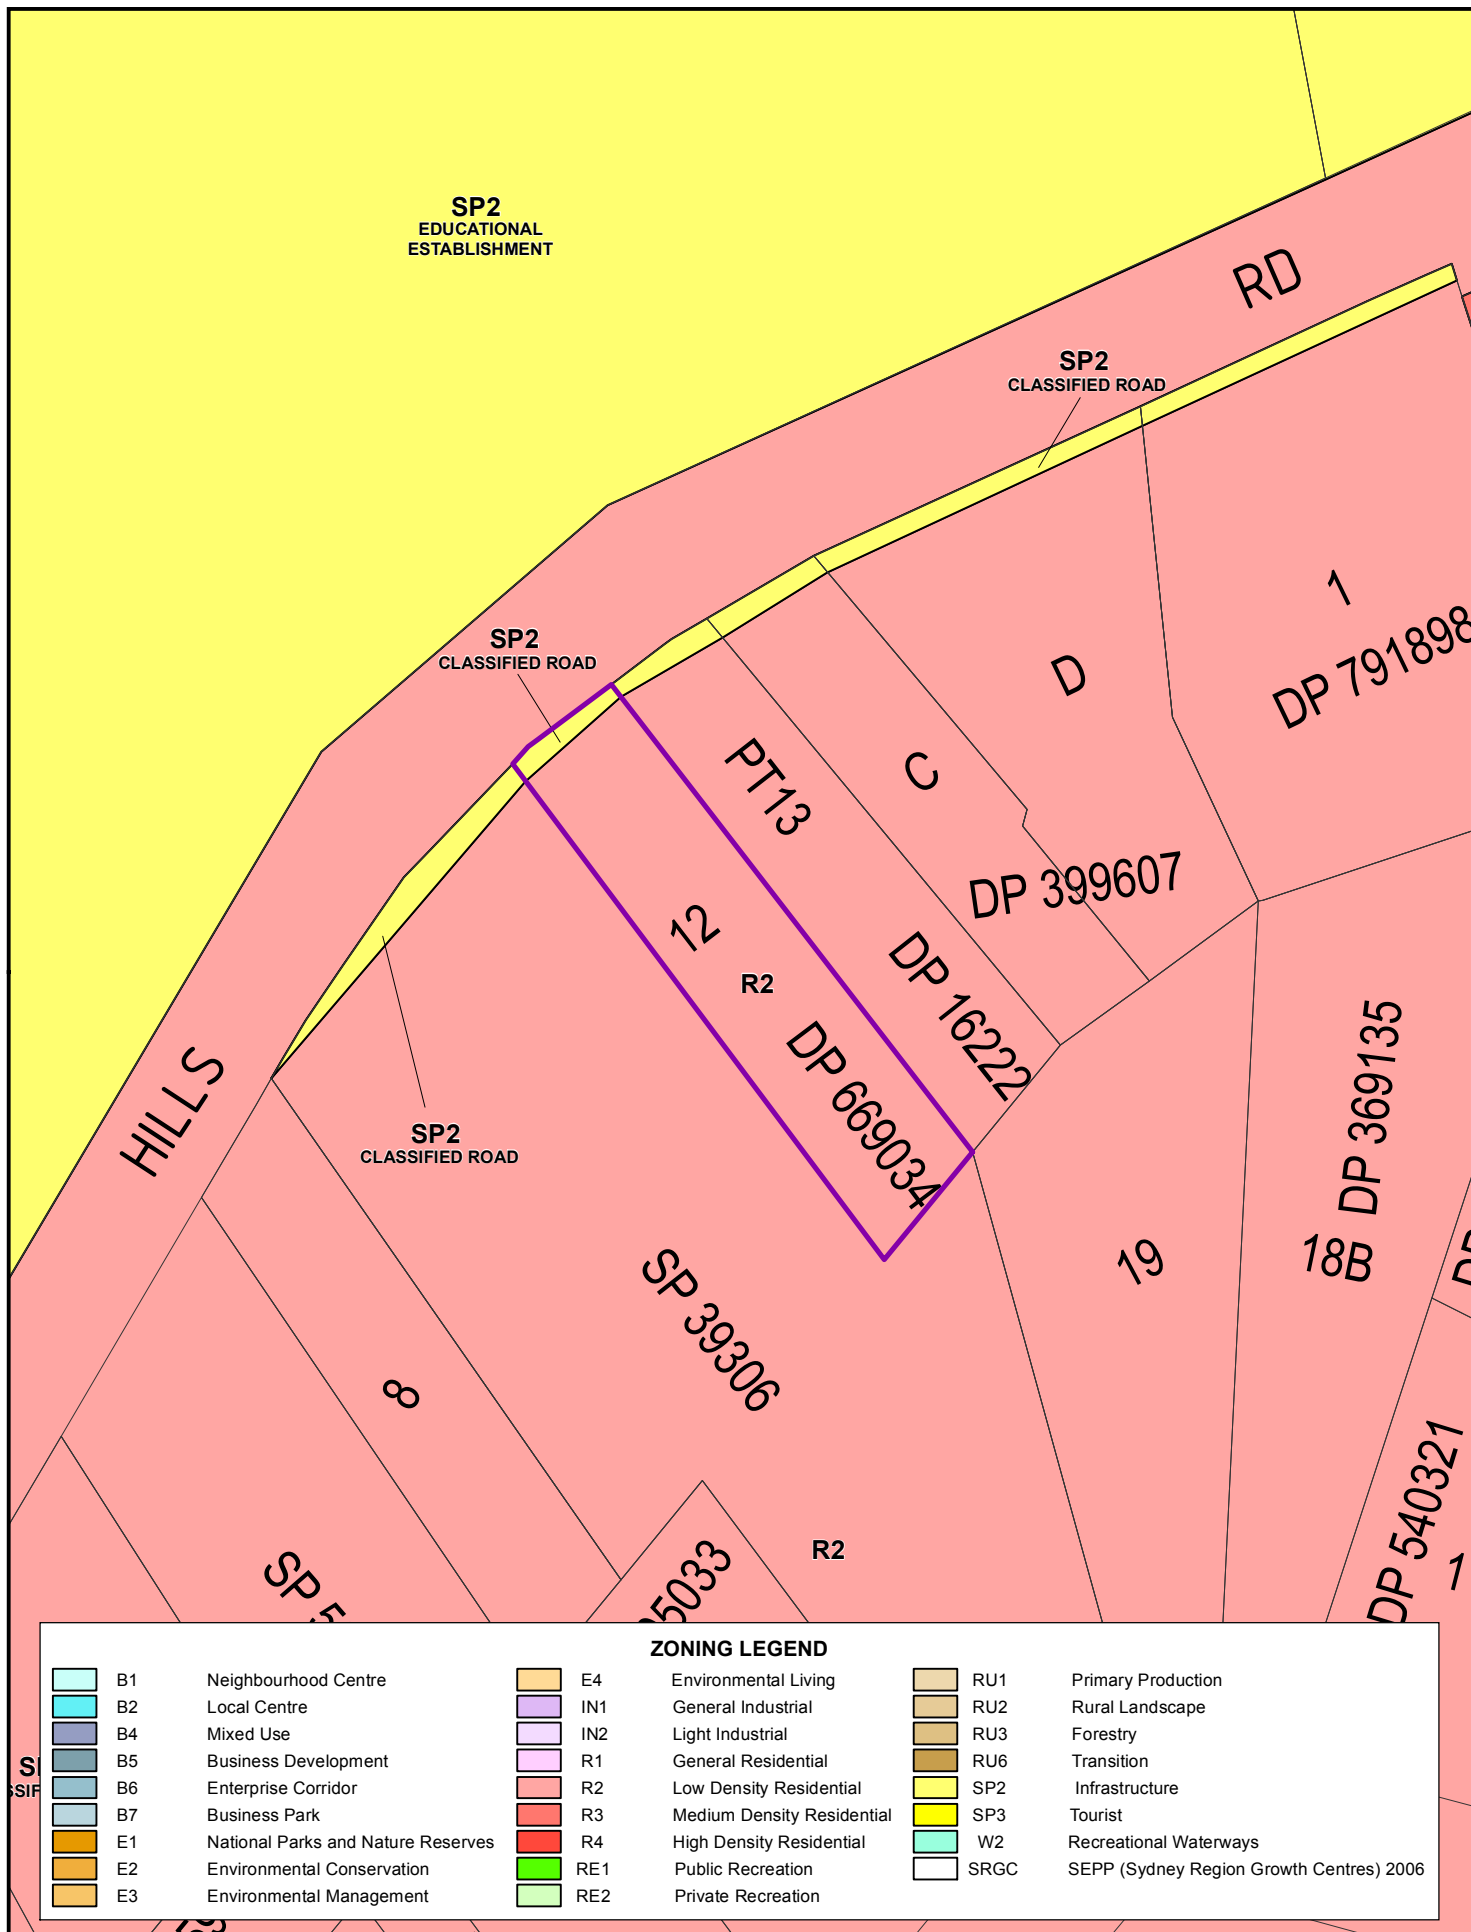 SP2
EDUCATIONAL
ESTABLISHMENT
RD
SP2
CLASSIFIED ROAD
1
DP 791898
SP2
CLASSIFIED ROAD
D
C
PT13
DP 399607
12
R2
DP 16222
DP 669034
HILLS
SP2
CLASSIFIED ROAD
DP 369135
18B
19
SP 39306
8
DP 540321
1
R2
SP 5
95033
ZONING LEGEND
B1 Neighbourhood Centre
B2 Local Centre
B4 Mixed Use
B5 Business Development
B6 Enterprise Corridor
B7 Business Park
E1 National Parks and Nature Reserves
E2 Environmental Conservation
E3 Environmental Management
E4 Environmental Living
IN1 General Industrial
IN2 Light Industrial
R1 General Residential
R2 Low Density Residential
R3 Medium Density Residential
R4 High Density Residential
RE1 Public Recreation
RE2 Private Recreation
RU1 Primary Production
RU2 Rural Landscape
RU3 Forestry
RU6 Transition
SP2 Infrastructure
SP3 Tourist
W2 Recreational Waterways
SRGC SEPP (Sydney Region Growth Centres) 2006